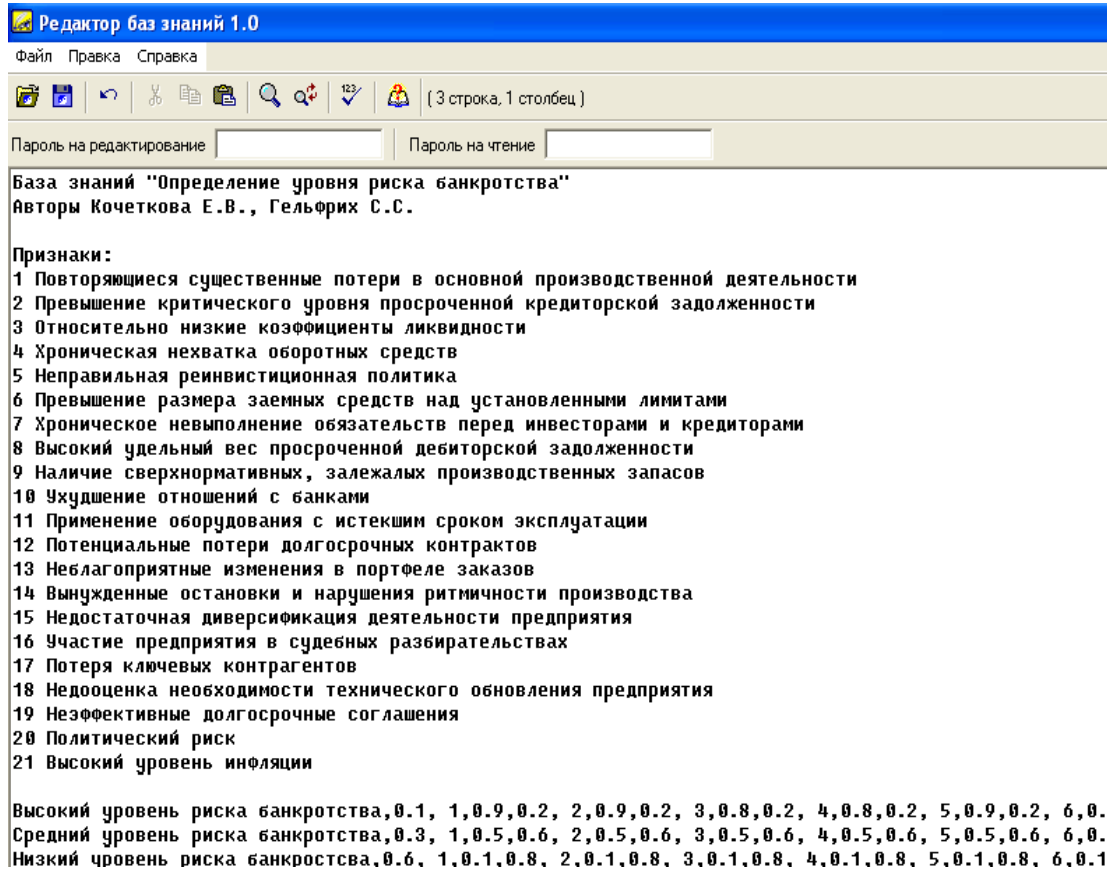 Редактор баз знаний 1.0
Файл Правка Справка
123 ( 3 строка, 1 столбец )
Пароль на редактирование Пароль на чтение
База знаний "Определение уровня риска банкротства"
Авторы Кочеткова Е.В., Гельфрих С.С.
Признаки:
1 Повторяющиеся существенные потери в основной производственной деятельности
2 Превышение критического уровня просроченной кредиторской задолженности
3 Относительно низкие коэффициенты ликвидности
4 Хроническая нехватка оборотных средств
5 Неправильная реинвистиционная политика
6 Превышение размера заемных средств над установленными лимитами
7 Хроническое невыполнение обязательств перед инвесторами и кредиторами
8 Высокий удельный вес просроченной дебиторской задолженности
9 Наличие сверхнормативных, залежалых производственных запасов
10 Ухудшение отношений с банками
11 Применение оборудования с истекшим сроком эксплуатации
12 Потенциальные потери долгосрочных контрактов
13 Неблагоприятные изменения в портфеле заказов
14 Вынужденные остановки и нарушения ритмичности производства
15 Недостаточная диверсификация деятельности предприятия
16 Участие предприятия в судебных разбирательствах
17 Потеря ключевых контрагентов
18 Недооценка необходимости технического обновления предприятия
19 Неэффективные долгосрочные соглашения
20 Политический риск
21 Высокий уровень инфляции
Высокий уровень риска банкротства,0.1, 1,0.9,0.2, 2,0.9,0.2, 3,0.8,0.2, 4,0.8,0.2, 5,0.9,0.2, 6,0.
Средний уровень риска банкротства,0.3, 1,0.5,0.6, 2,0.5,0.6, 3,0.5,0.6, 4,0.5,0.6, 5,0.5,0.6, 6,0.
Низкий уровень риска банкростсва,0.6, 1,0.1,0.8, 2,0.1,0.8, 3,0.1,0.8, 4,0.1,0.8, 5,0.1,0.8, 6,0.1